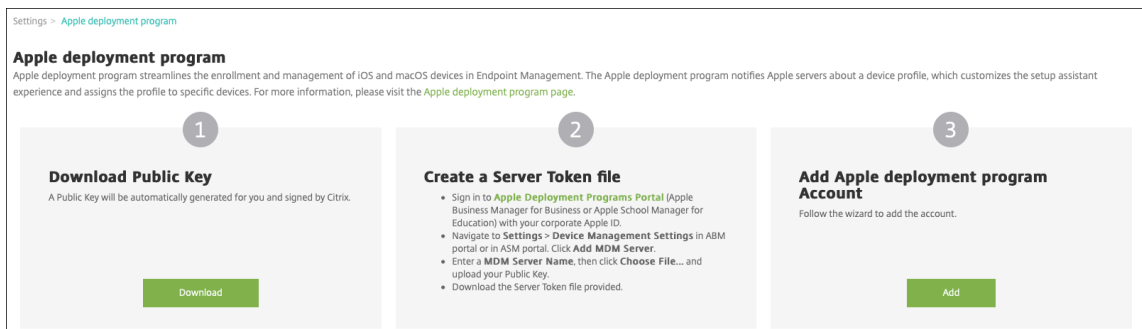 Settings > Apple deployment program
Apple deployment program
Apple deployment program streamlines the enrollment and management of iOS and macOS devices in Endpoint Management. The Apple deployment program notifies Apple servers about a device profile, which customizes the setup assistant
experience and assigns the profile to specific devices. For more information, please visit the Apple deployment program page.
1
Download Public Key
A Public Key will be automatically generated for you and signed by Citrix.
Download
2
Create a Server Token file
• Sign in to Apple Deployment Programs Portal (Apple
Business Manager for Business or Apple School Manager for
Education) with your corporate Apple ID.
• Navigate to Settings > Device Management Settings in ABM
portal or in ASM portal. Click Add MDM Server.
• Enter a MDM Server Name, then click Choose File... and
upload your Public Key.
• Download the Server Token file provided.
3
Add Apple deployment program
Account
Follow the wizard to add the account.
Add